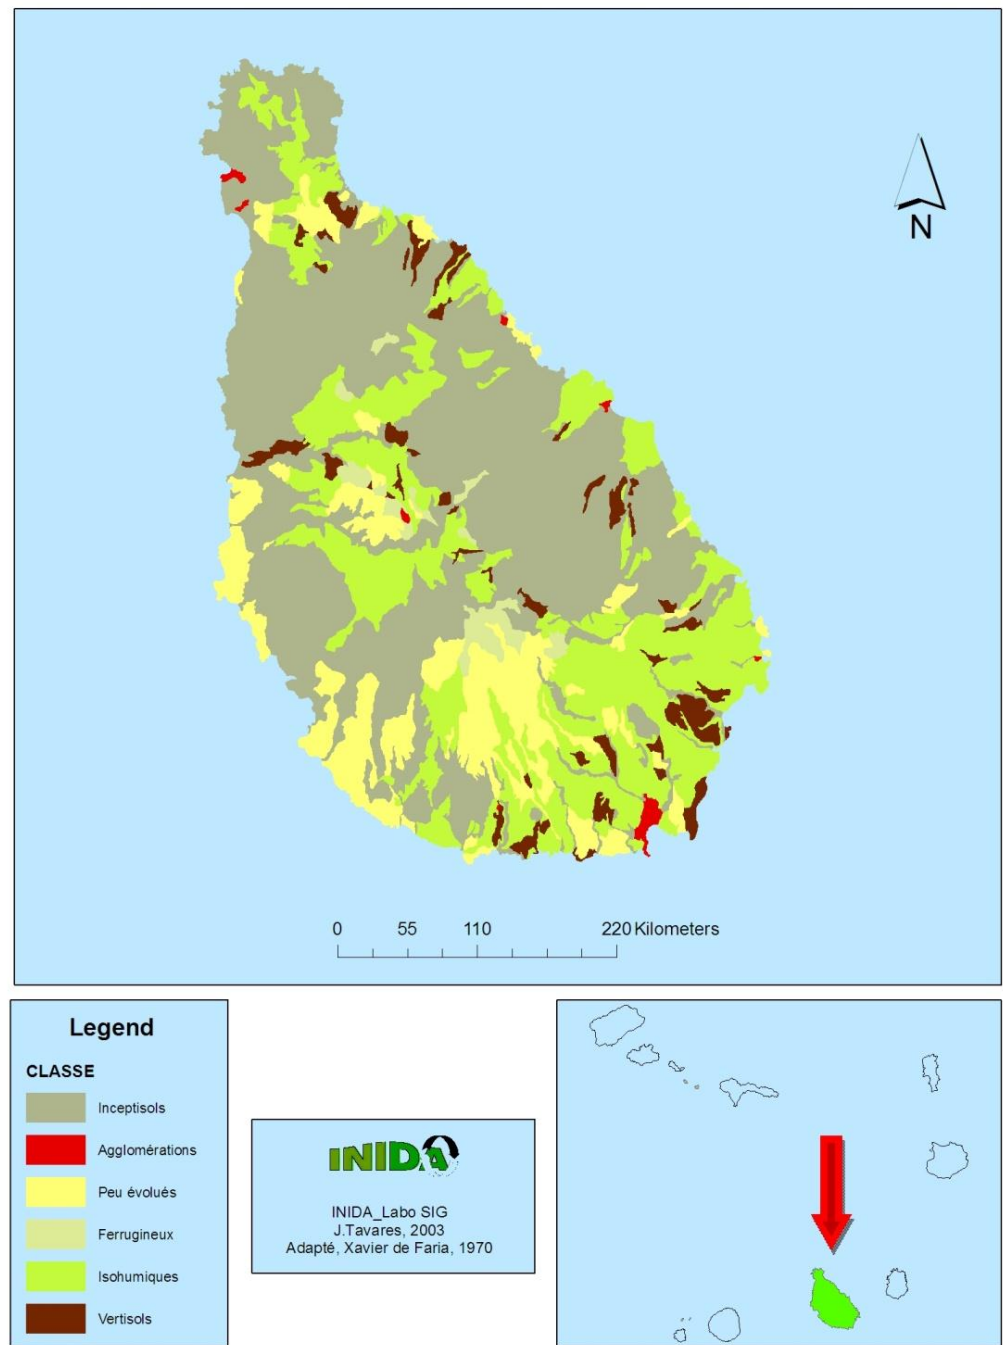 N
0 55 110 220 Kilometers
Legend
CLASSE
Inceptisols
Agglomérations
Peu évolués
Ferrugineux
Isohumiques
Vertisols
INIDA
INIDA_Labo SIG
J.Tavares, 2003
Adapté, Xavier de Faria, 1970